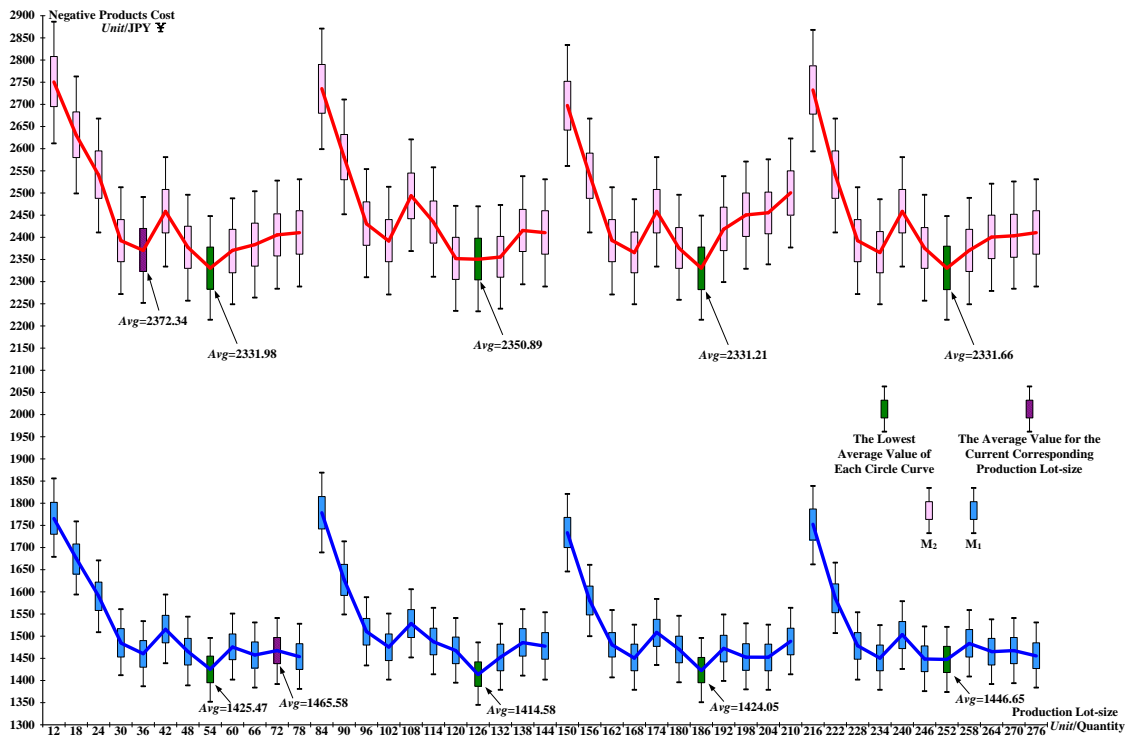 Negative Products Cost
Unit/JPY ¥
2900
2850
2800
2750
2700
2650
2600
2550
2500
2450
2400
2350
2300
2250
2200
2150
2100
2050
2000
1950
1900
1850
1800
1750
1700
1650
1600
1550
1500
1450
1400
1350
1300
Avg=2372.34
Avg=2331.98
Avg=2350.89
Avg=2331.21
Avg=2331.66
The Lowest
Average Value of
Each Circle Curve
The Average Value for the
Current Corresponding
Production Lot-size
M₂
M₁
Avg=1425.47
Avg=1465.58
Avg=1414.58
Avg=1424.05
Avg=1446.65
Production Lot-size
Unit/Quantity
12 18 24 30 36 42 48 54 60 66 72 78 84 90 96 102 108 114 120 126 132 138 144 150 156 162 168 174 180 186 192 198 204 210 216 222 228 234 240 246 252 258 264 270 276